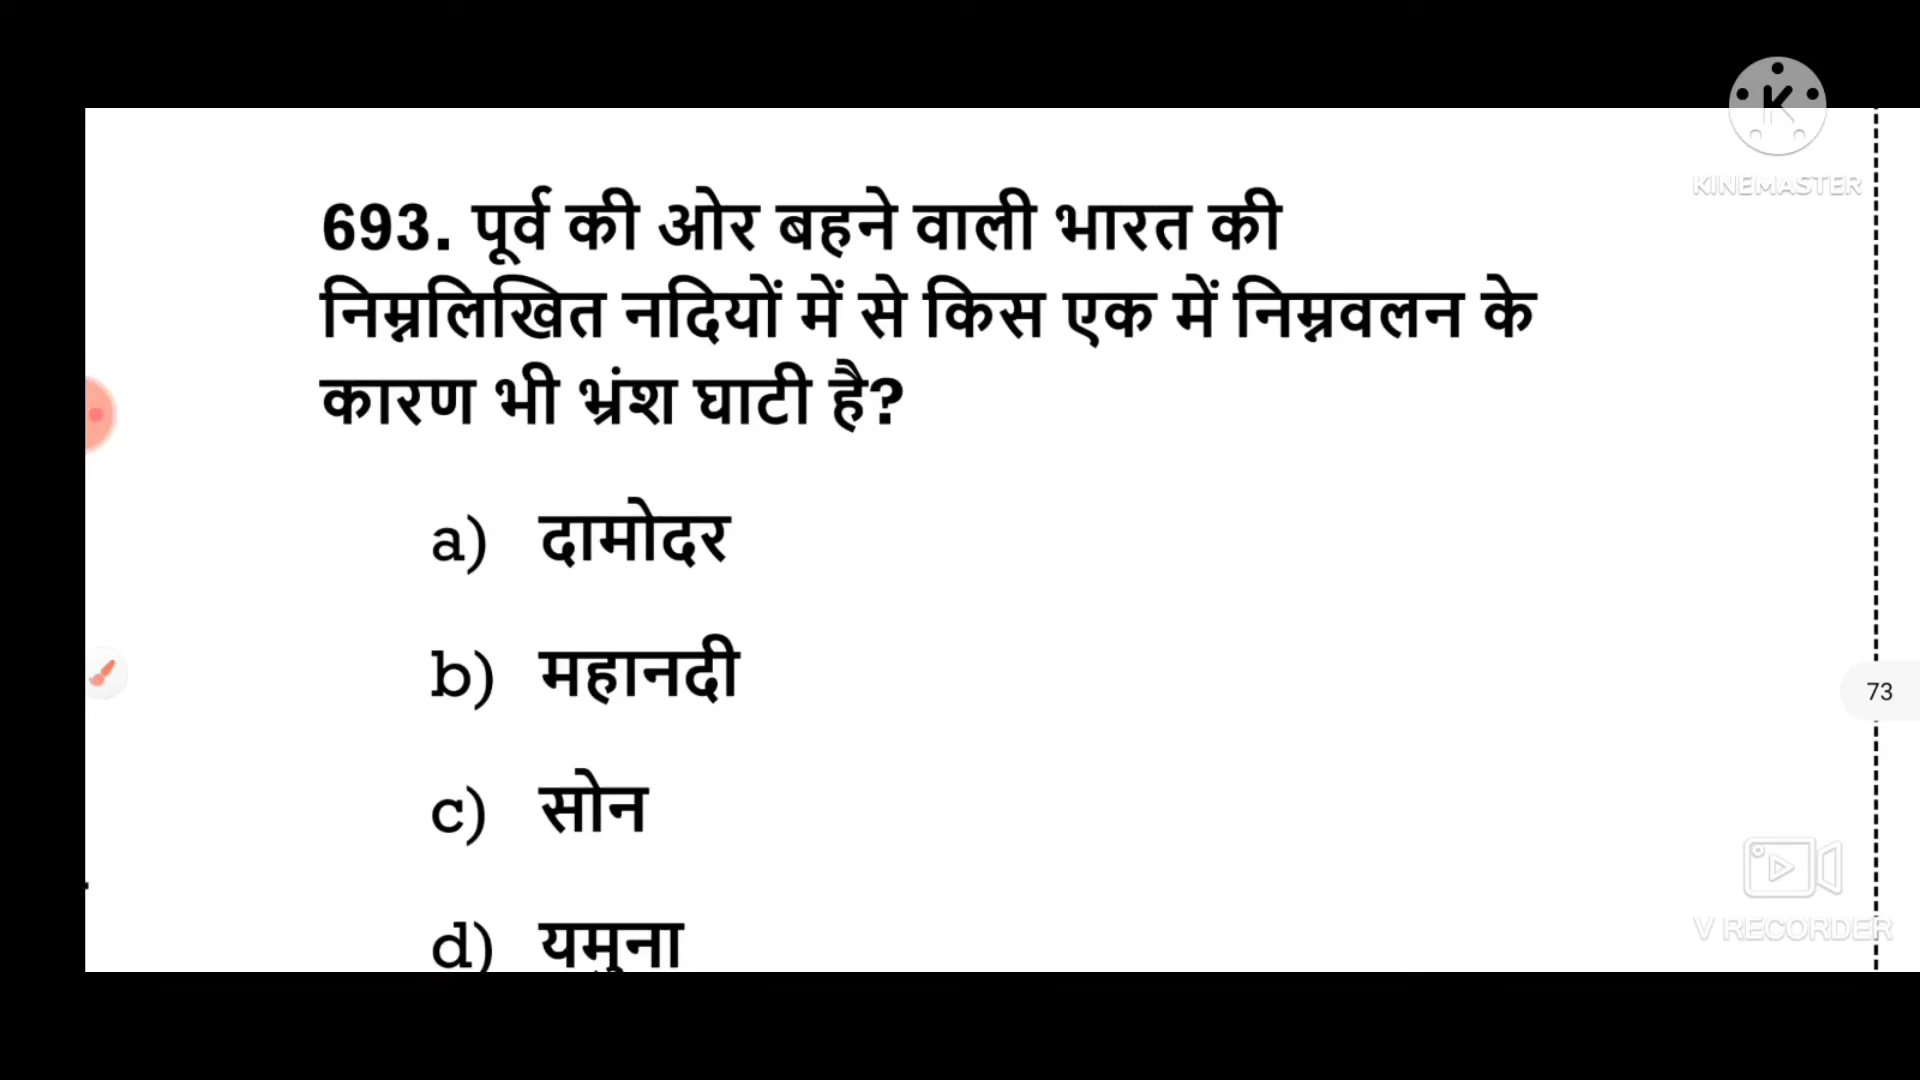 KINEMASTER
693. पूर्व की ओर बहने वाली भारत की
निम्नलिखित नदियों में से किस एक में निम्नवलन के
कारण भी भ्रंश घाटी है?
a) दामोदर
b) महानदी
73
c) सोन
V RECORDER
d) यमुना